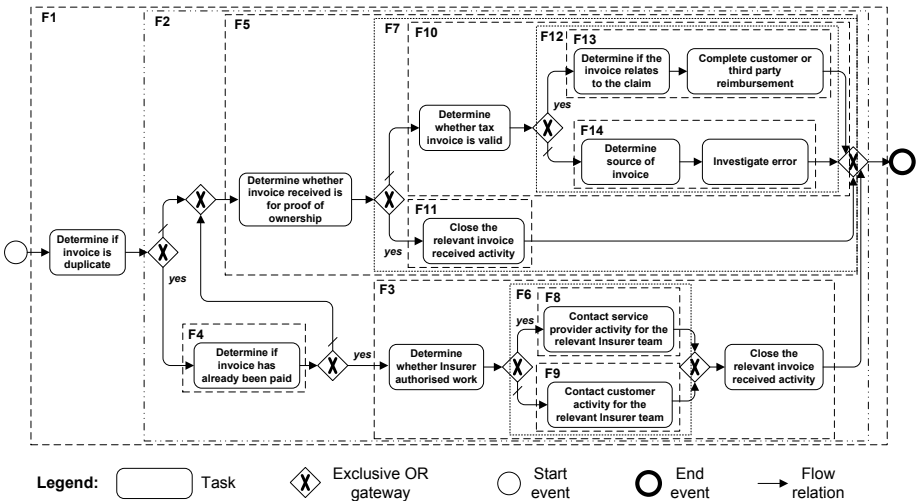 F1
F2
F5
F7
F10
F12
F13
Determine if the
invoice relates
to the claim
Complete customer or
third party
reimbursement
yes
Determine
whether tax
invoice is valid
F14
Determine
source of
invoice
Investigate error
X
X
Determine whether
invoice received is
for proof of
ownership
X
X
F11
yes
Close the
relevant invoice
received activity
Determine if
invoice is
duplicate
X
yes
F3
F6
F8
Contact service
provider activity for the
relevant Insurer team
yes
F4
Determine if
invoice has
already been paid
X
yes
Determine
whether Insurer
authorised work
X
X
Close the
relevant invoice
received activity
F9
Contact customer
activity for the
relevant Insurer team
Legend:
Task
X
Exclusive OR
gateway
Start
event
End
event
Flow
relation